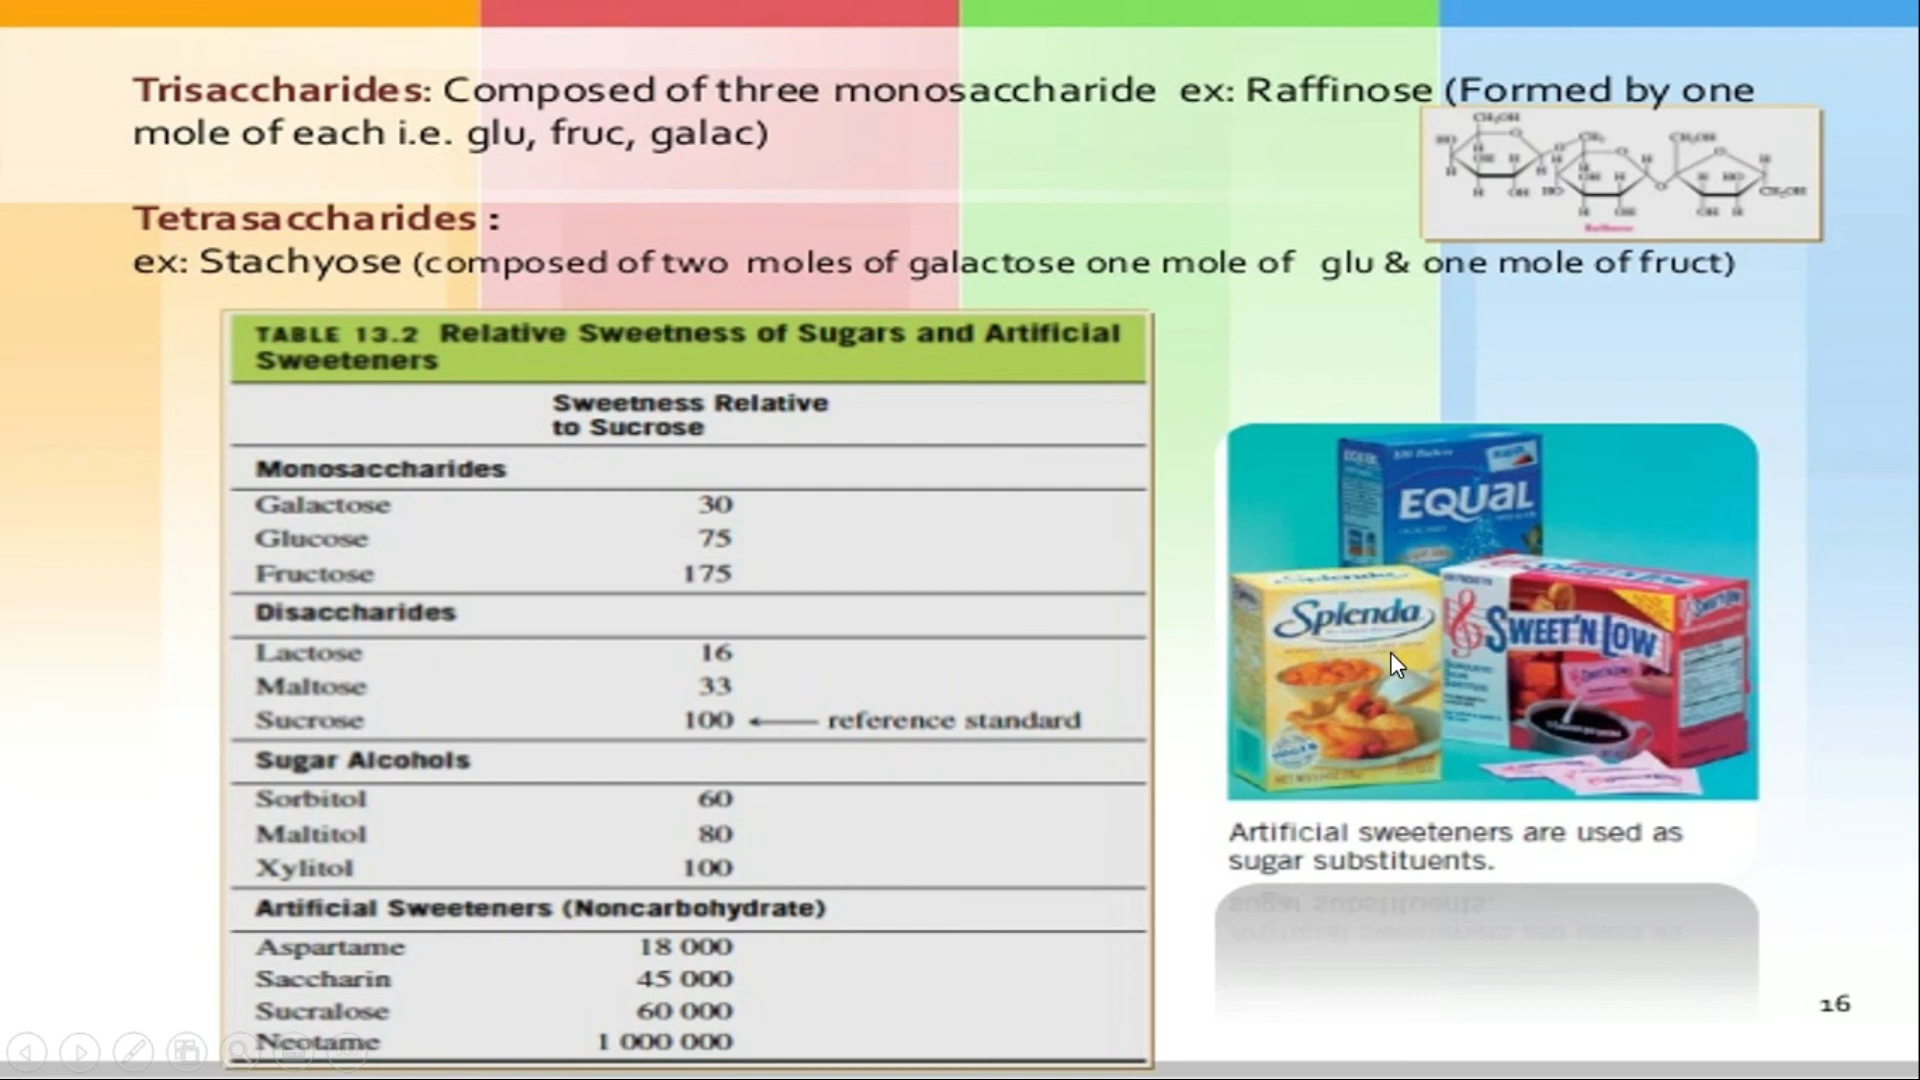 Trisaccharides: Composed of three monosaccharide ex: Raffinose (Formed by one
mole of each i.e. glu, fruc, galac)
Tetrasaccharides :
ex: Stachyose (composed of two moles of galactose one mole of glu & one mole of fruct)
Raffinose
TABLE 13.2 Relative Sweetness of Sugars and Artificial
Sweeteners
Sweetness Relative
to Sucrose
Monosaccharides
Galactose 30
Glucose 75
Fructose 175
Disaccharides
Lactose 16
Maltose 33
Sucrose 100 ← reference standard
Sugar Alcohols
Sorbitol 60
Maltitol 80
Xylitol 100
Artificial Sweeteners (Noncarbohydrate)
Aspartame 18 000
Saccharin 45 000
Sucralose 60 000
Neotame 1 000 000
EQUAL
Splenda
SWEET'N LOW
Artificial sweeteners are used as
sugar substituents.
16